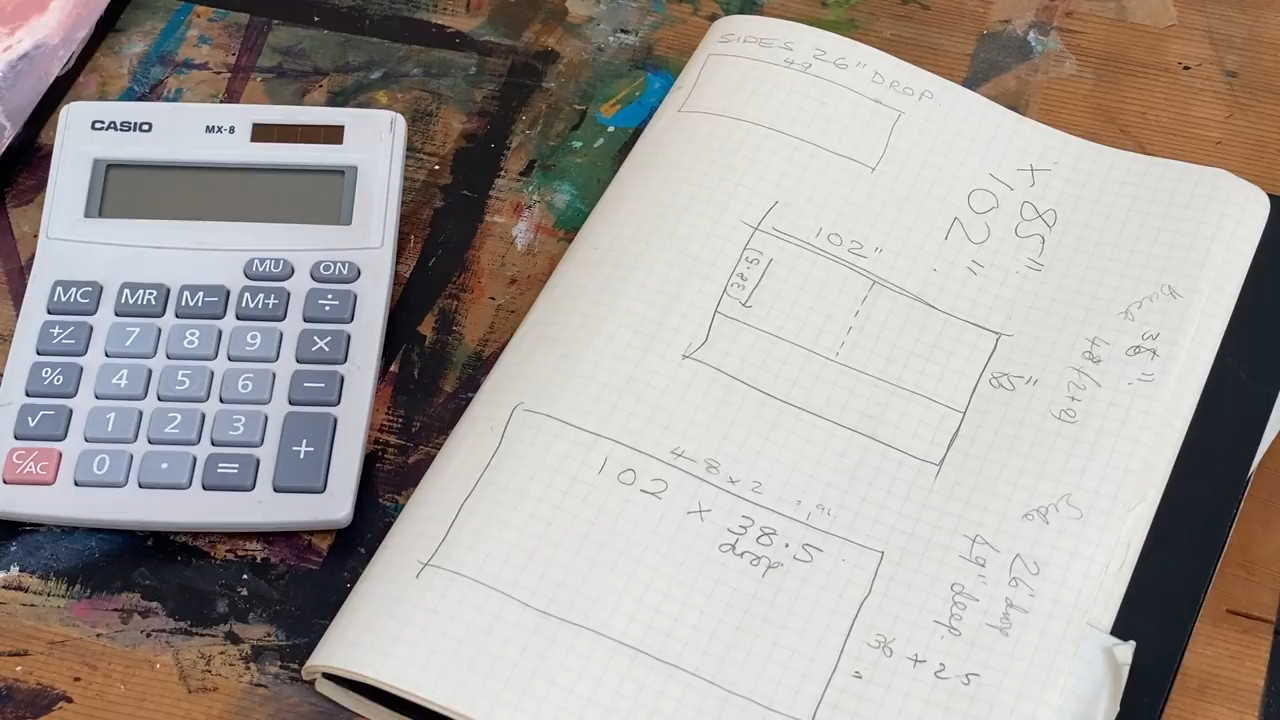 CASIO
MX-8
MU ON
MC MR M− M+ ÷
+/− 7 8 9 ×
% 4 5 6 −
√ 1 2 3
C/AC 0 · = +
SIDES 26" DROP.
49
x 85".
102"
102"
38.5
back 38".
48(2+2)
48 x 2
102 x 38.5
drop
Side 26" drop
49" deep.
36 + 2.5